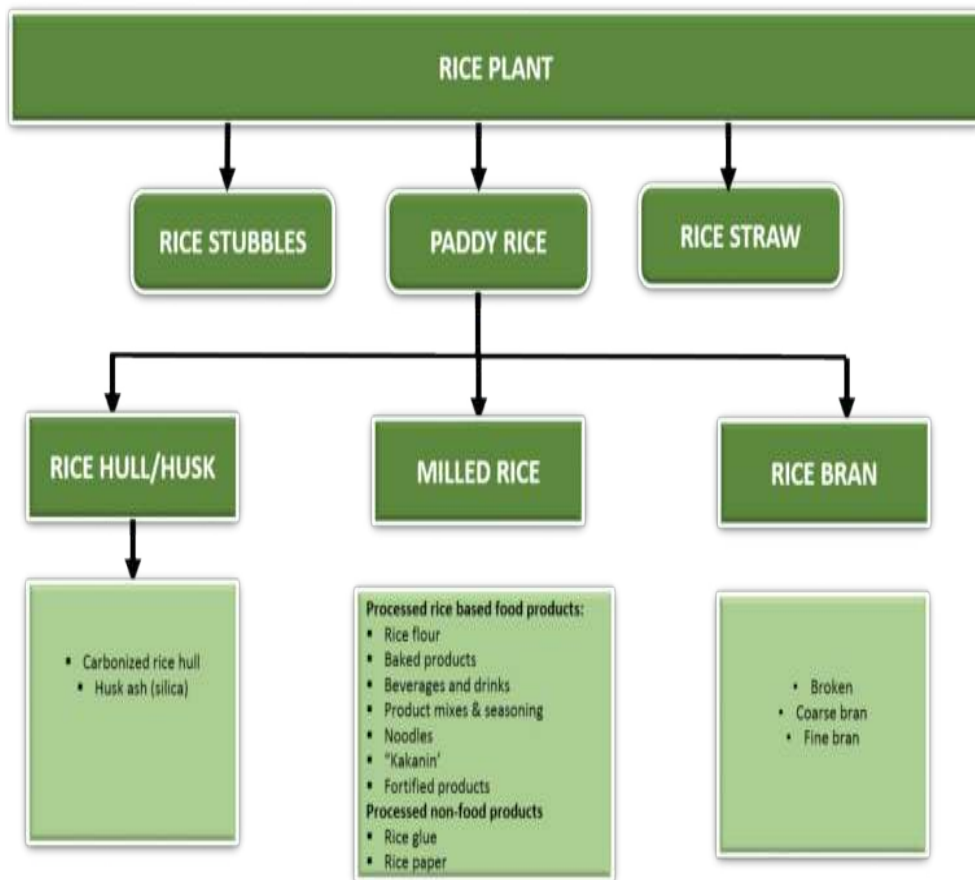 RICE PLANT
RICE STUBBLES
PADDY RICE
RICE STRAW
RICE HULL/HUSK
MILLED RICE
RICE BRAN
▪ Carbonized rice hull
▪ Husk ash (silica)
Processed rice based food products:
▪ Rice flour
▪ Baked products
▪ Beverages and drinks
▪ Product mixes & seasoning
▪ Noodles
▪ "Kakanin'
▪ Fortified products
Processed non-food products
▪ Rice glue
▪ Rice paper
▪ Broken
▪ Coarse bran
▪ Fine bran